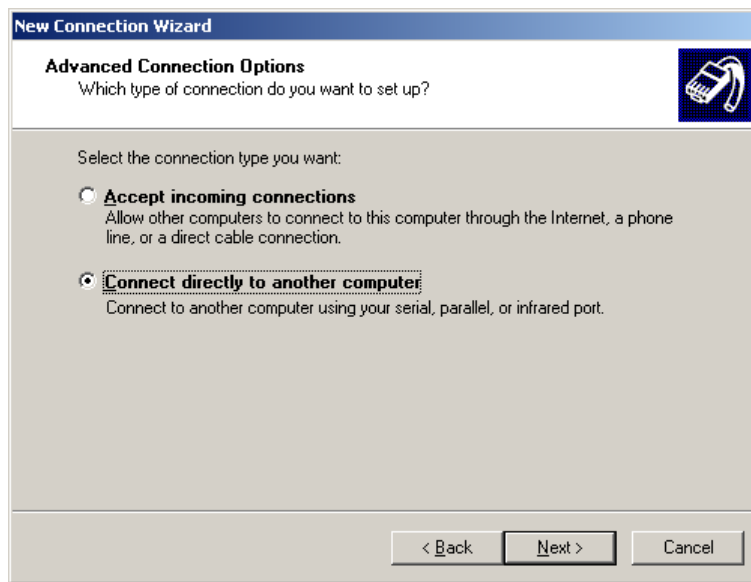 New Connection Wizard
Advanced Connection Options
Which type of connection do you want to set up?
Select the connection type you want:
Accept incoming connections
Allow other computers to connect to this computer through the Internet, a phone
line, or a direct cable connection.
Connect directly to another computer
Connect to another computer using your serial, parallel, or infrared port.
< Back Next > Cancel